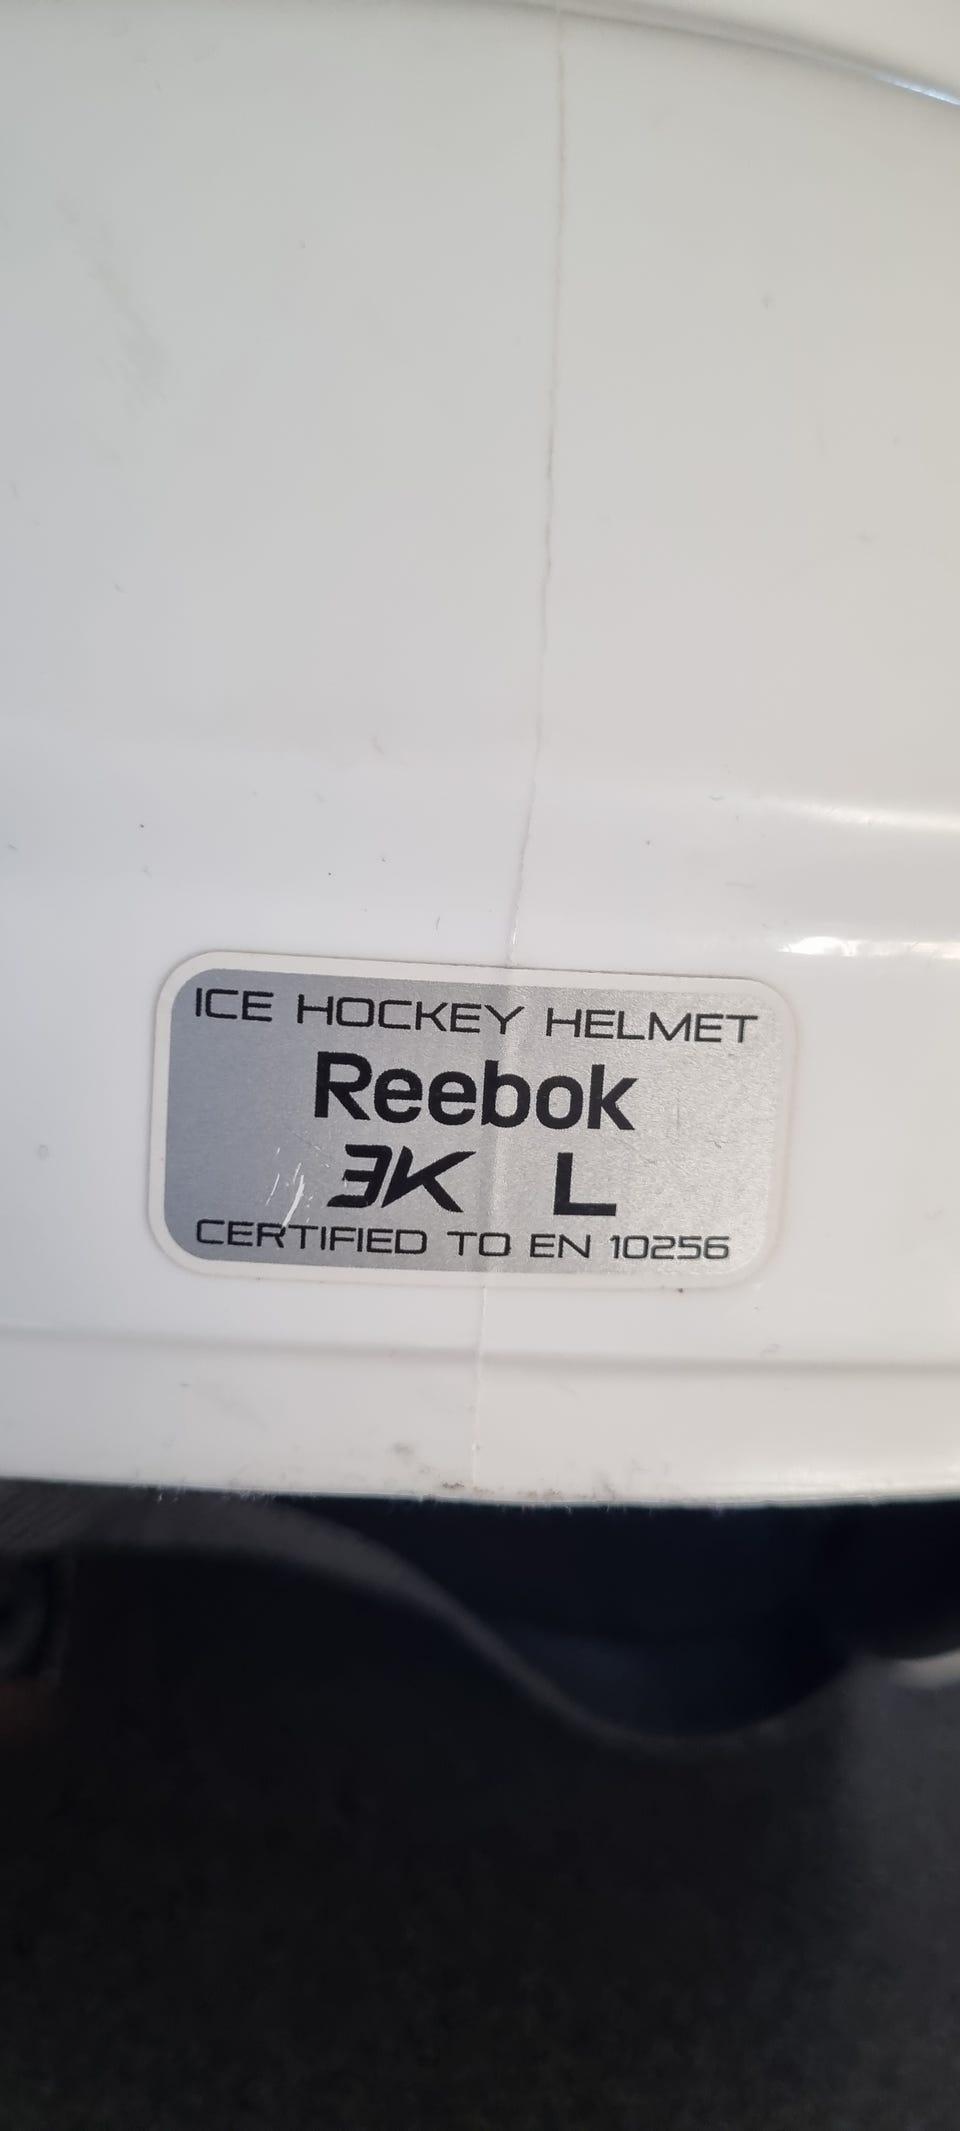 ICE HOCKEY HELMET
Reebok
3K L
CERTIFIED TO EN 10256